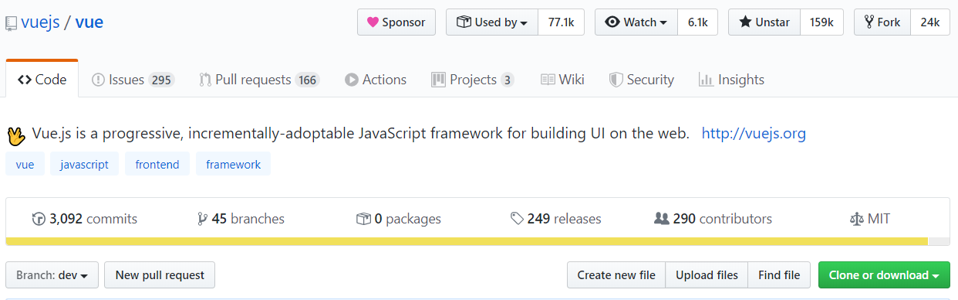 vuejs / vue Sponsor Used by 77.1k Watch 6.1k Unstar 159k Fork 24k
Code Issues 295 Pull requests 166 Actions Projects 3 Wiki Security Insights
Vue.js is a progressive, incrementally-adoptable JavaScript framework for building UI on the web. http://vuejs.org
vue javascript frontend framework
3,092 commits 45 branches 0 packages 249 releases 290 contributors MIT
Branch: dev New pull request Create new file Upload files Find file Clone or download